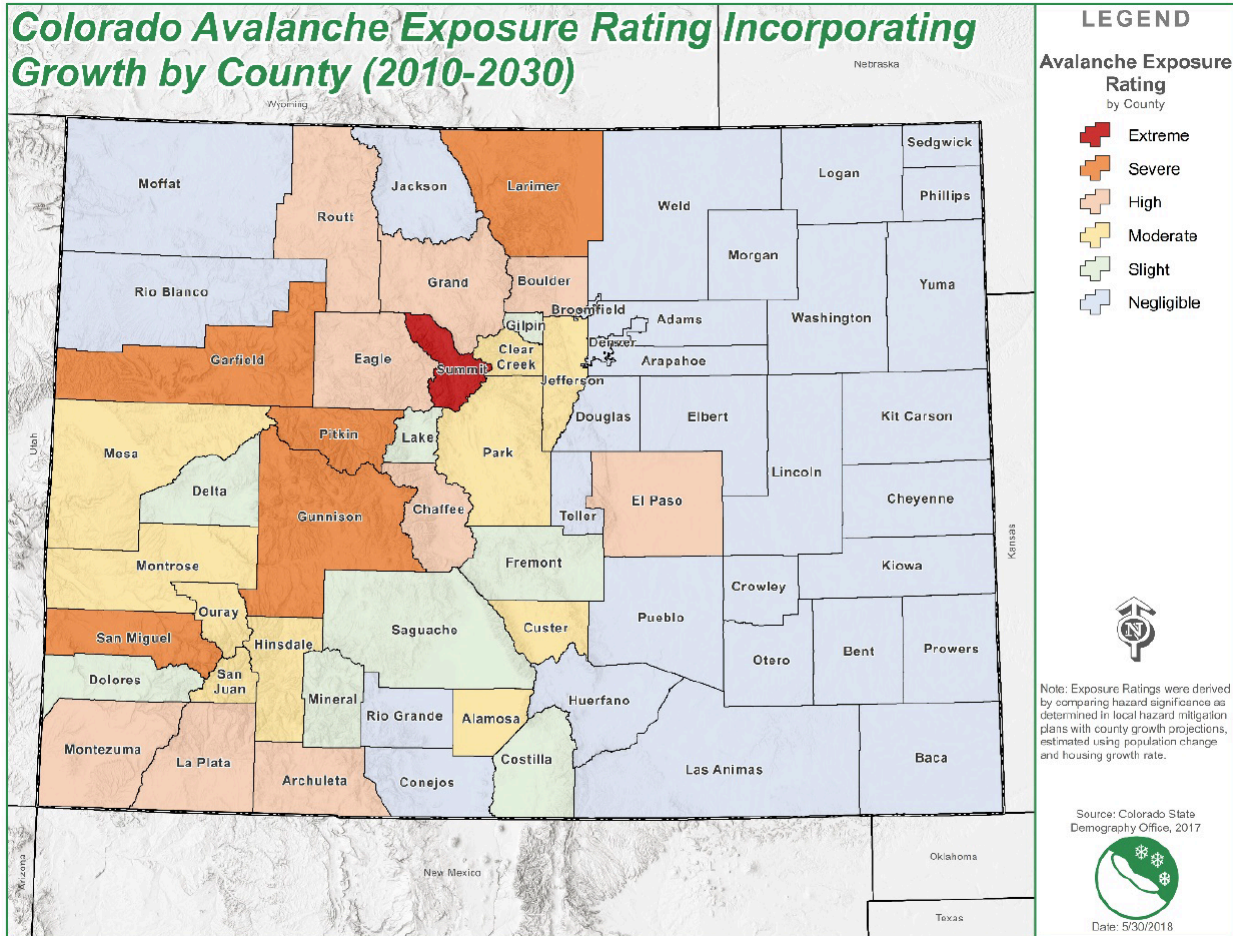 Colorado Avalanche Exposure Rating Incorporating
Growth by County (2010-2030)
Wyoming
Nebraska
Utah
Kansas
Arizona
New Mexico
Oklahoma
Texas
Moffat
Routt
Jackson
Larimer
Weld
Logan
Sedgwick
Phillips
Morgan
Rio Blanco
Grand
Boulder
Broomfield
Gilpin
Adams
Washington
Yuma
Garfield
Eagle
Summit
Clear
Creek
Denver
Arapahoe
Jefferson
Mesa
Pitkin
Lake
Park
Douglas
Elbert
Lincoln
Kit Carson
Delta
Gunnison
Chaffee
Teller
El Paso
Cheyenne
Montrose
Fremont
Crowley
Kiowa
Ouray
San Miguel
Hinsdale
Saguache
Custer
Pueblo
Otero
Bent
Prowers
Dolores
San
Juan
Mineral
Rio Grande
Alamosa
Huerfano
Montezuma
La Plata
Archuleta
Conejos
Costilla
Las Animas
Baca
LEGEND
Avalanche Exposure
Rating
by County
Extreme
Severe
High
Moderate
Slight
Negligible
N
Note: Exposure Ratings were derived
by comparing hazard significance as
determined in local hazard mitigation
plans with county growth projections,
estimated using population change
and housing growth rate.
Source: Colorado State
Demography Office, 2017
Date: 5/30/2018